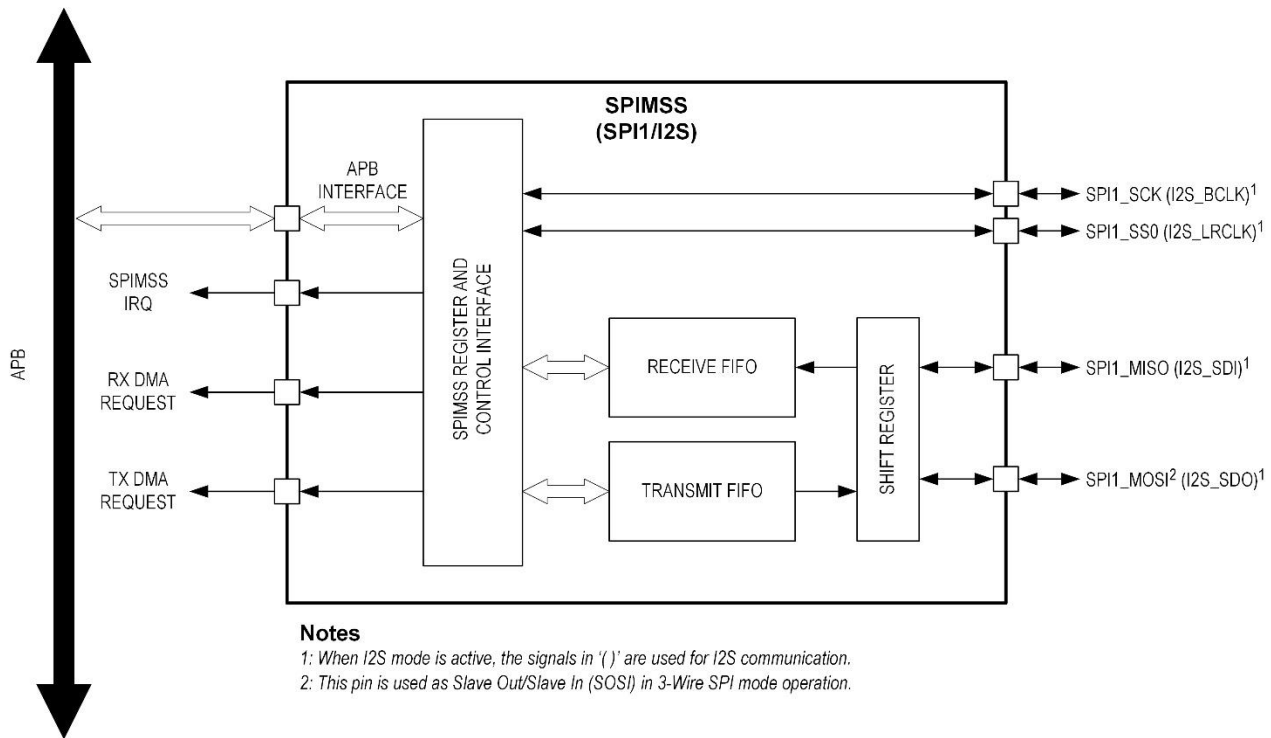 SPIMSS
(SPI1/I2S)
APB
INTERFACE
SPI1_SCK (I2S_BCLK)¹
SPI1_SS0 (I2S_LRCLK)¹
SPIMSS
IRQ
SPIMSS REGISTER AND
CONTROL INTERFACE
APB
RX DMA
REQUEST
RECEIVE FIFO
SHIFT REGISTER
SPI1_MISO (I2S_SDI)¹
TX DMA
REQUEST
TRANSMIT FIFO
SPI1_MOSI² (I2S_SDO)¹
Notes
1: When I2S mode is active, the signals in '( )' are used for I2S communication.
2: This pin is used as Slave Out/Slave In (SOSI) in 3-Wire SPI mode operation.